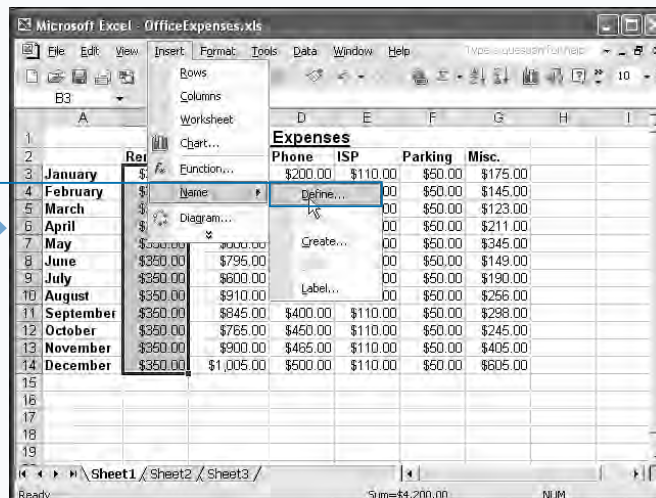 Microsoft Excel - OfficeExpenses.xls
File Edit View Insert Format Tools Data Window Help
10
B3
Rows
Columns
Worksheet
Chart...
Function...
Name
Diagram...
Define...
Create...
Label...
A D E F G H I
1 Expenses
2 Phone ISP Parking Misc.
3 January $200.00 $110.00 $50.00 $175.00
4 February $50.00 $145.00
5 March $50.00 $123.00
6 April $50.00 $211.00
7 May $50.00 $345.00
8 June $350.00 $795.00 $50.00 $149.00
9 July $350.00 $600.00 $50.00 $190.00
10 August $350.00 $910.00 $50.00 $256.00
11 September $350.00 $845.00 $400.00 $110.00 $50.00 $298.00
12 October $350.00 $765.00 $450.00 $110.00 $50.00 $245.00
13 November $350.00 $900.00 $465.00 $110.00 $50.00 $405.00
14 December $350.00 $1,005.00 $500.00 $110.00 $50.00 $605.00
15
16
17
18
19
Sheet1 / Sheet2 / Sheet3 /
Ready Sum=$4,200.00 NUM